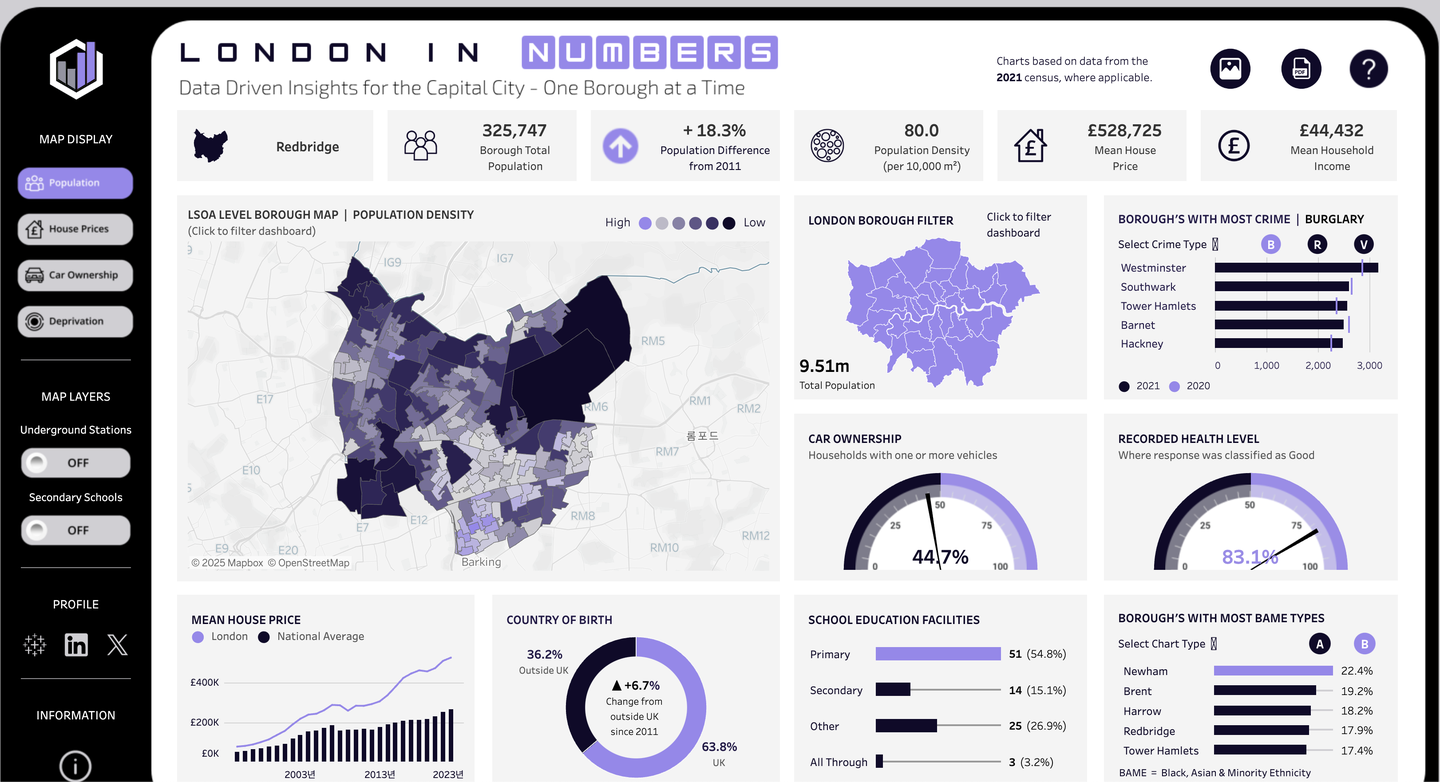 LONDON IN NUMBERS
Data Driven Insights for the Capital City - One Borough at a Time
Charts based on data from the
2021 census, where applicable.
PDF
?
MAP DISPLAY
Population
House Prices
Car Ownership
Deprivation
MAP LAYERS
Underground Stations
OFF
Secondary Schools
OFF
PROFILE
in
X
INFORMATION
i
Redbridge
325,747
Borough Total
Population
+ 18.3%
Population Difference
from 2011
80.0
Population Density
(per 10,000 m²)
£
£528,725
Mean House
Price
£
£44,432
Mean Household
Income
LSOA LEVEL BOROUGH MAP | POPULATION DENSITY
(Click to filter dashboard)
High
Low
IG9
IG7
RM5
E17
RM6
RM1
RM2
롬포드
RM7
E10
E7
E12
RM8
RM12
E9
E20
RM10
Barking
© 2025 Mapbox © OpenStreetMap
LONDON BOROUGH FILTER
Click to filter
dashboard
9.51m
Total Population
BOROUGH'S WITH MOST CRIME | BURGLARY
Select Crime Type
B R V
Westminster
Southwark
Tower Hamlets
Barnet
Hackney
0 1,000 2,000 3,000
2021 2020
CAR OWNERSHIP
Households with one or more vehicles
0 25 50 75 100
44.7%
RECORDED HEALTH LEVEL
Where response was classified as Good
0 25 50 75 100
83.1%
MEAN HOUSE PRICE
London National Average
£400K
£200K
£0K
2003년 2013년 2023년
COUNTRY OF BIRTH
36.2%
Outside UK
▲ +6.7%
Change from
outside UK
since 2011
63.8%
UK
SCHOOL EDUCATION FACILITIES
Primary 51 (54.8%)
Secondary 14 (15.1%)
Other 25 (26.9%)
All Through 3 (3.2%)
BOROUGH'S WITH MOST BAME TYPES
Select Chart Type
A B
Newham 22.4%
Brent 19.2%
Harrow 18.2%
Redbridge 17.9%
Tower Hamlets 17.4%
BAME = Black, Asian & Minority Ethnicity